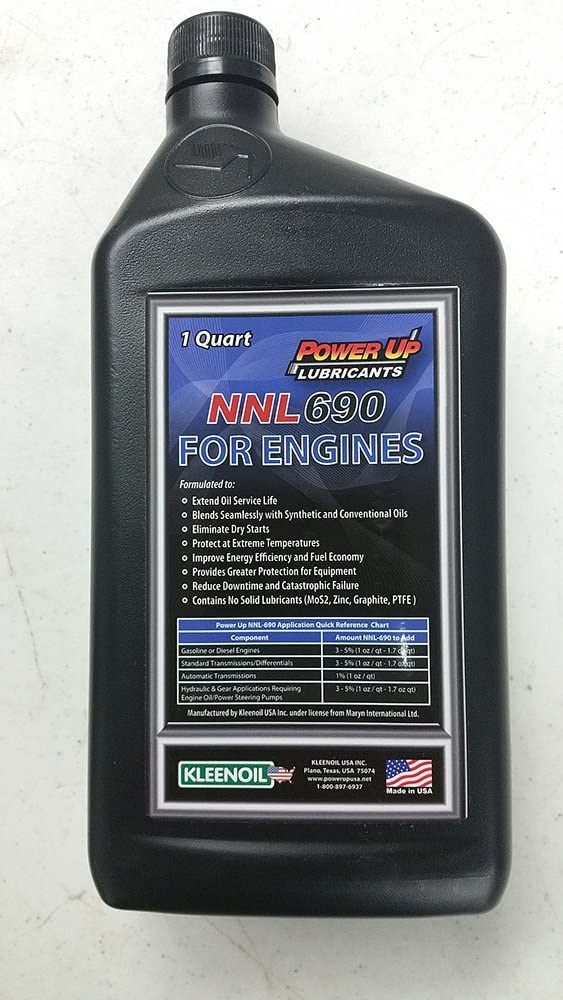 1 Quart
POWER UP
LUBRICANTS
NNL 690
FOR ENGINES
Formulated to:
Extend Oil Service Life
Blends Seamlessly with Synthetic and Conventional Oils
Eliminate Dry Starts
Protect at Extreme Temperatures
Improve Energy Efficiency and Fuel Economy
Provides Greater Protection for Equipment
Reduce Downtime and Catastrophic Failure
Contains No Solid Lubricants (MoS2, Zinc, Graphite, PTFE )
Power Up NNL-690 Application Quick Reference Chart
Component Amount NNL-690 to Add
Gasoline or Diesel Engines 3 - 5% (1 oz / qt - 1.7 oz/ qt)
Standard Transmissions/Differentials 3 - 5% (1 oz / qt - 1.7 oz/ qt)
Automatic Transmissions 1% (1 oz / qt)
Hydraulic & Gear Applications Requiring 3 - 5% (1 oz / qt - 1.7 oz qt)
Engine Oil/Power Steering Pumps
Manufactured by Kleenoil USA Inc. under license from Maryn International Ltd.
KLEENOIL
KLEENOIL USA INC.
Plano, Texas, USA 75074
www.powerupusa.net
1-800-897-6937
Made in USA